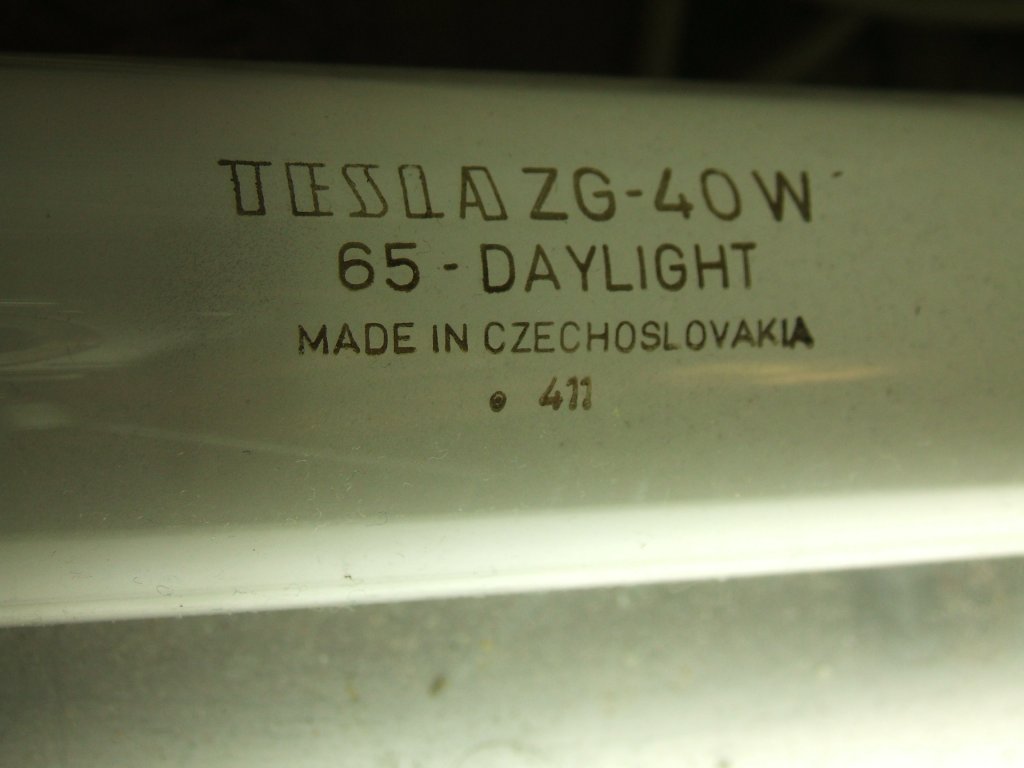 TESLA ZG-40W
65 - DAYLIGHT
MADE IN CZECHOSLOVAKIA
• 411